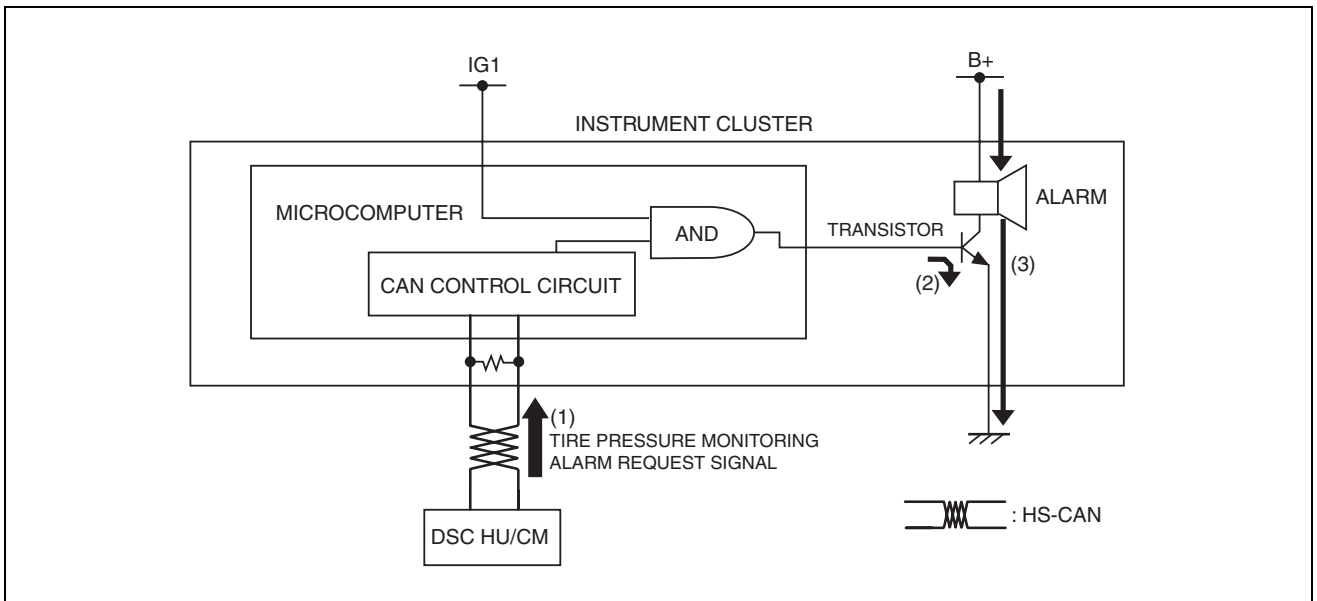 IG1
B+
INSTRUMENT CLUSTER
MICROCOMPUTER
AND
TRANSISTOR
ALARM
CAN CONTROL CIRCUIT
(2)
(3)
(1)
TIRE PRESSURE MONITORING
ALARM REQUEST SIGNAL
DSC HU/CM
: HS-CAN